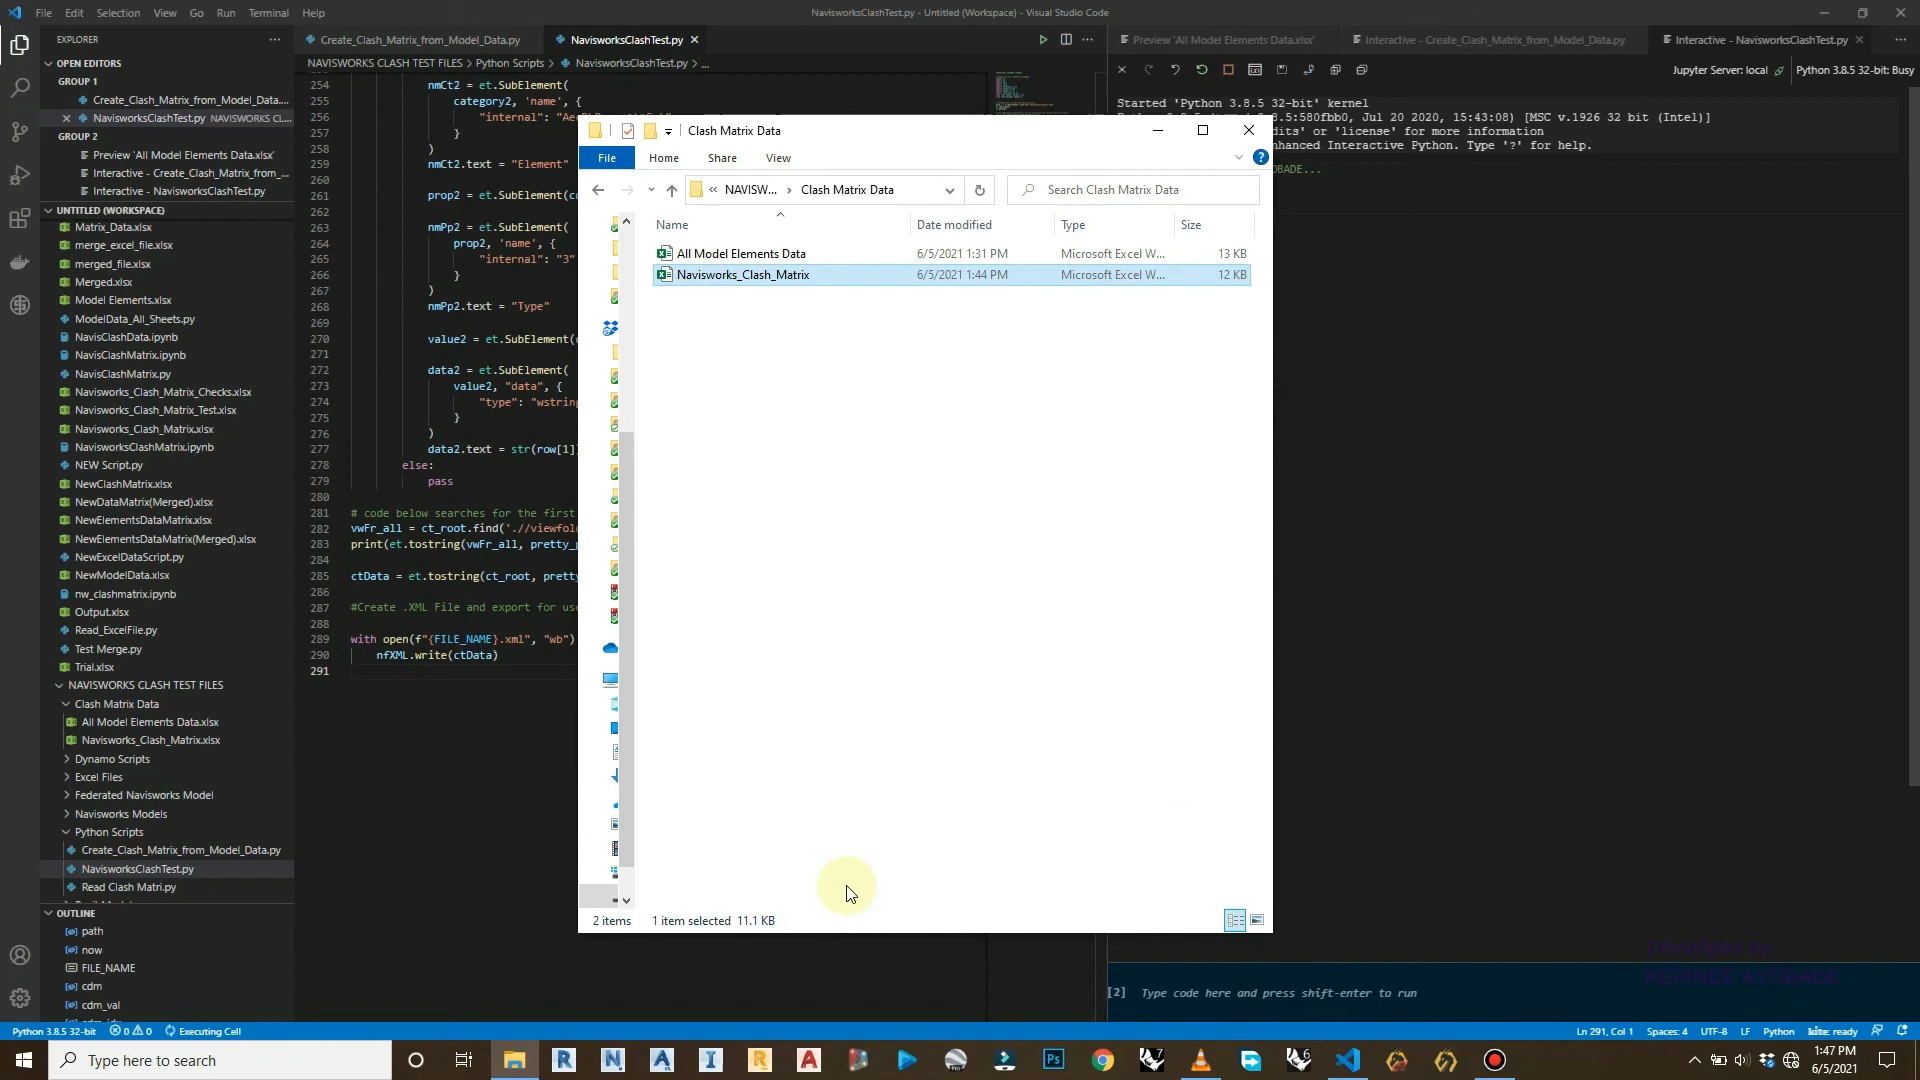 File Edit Selection View Go Run Terminal Help
NavisworksClashTest.py - Untitled (Workspace) - Visual Studio Code
EXPLORER
OPEN EDITORS
GROUP 1
Create_Clash_Matrix_from_Model_Data....
NavisworksClashTest.py NAVISWORKS CL...
GROUP 2
Preview 'All Model Elements Data.xlsx'
Interactive - Create_Clash_Matrix_from_...
Interactive - NavisworksClashTest.py
UNTITLED (WORKSPACE)
Matrix_Data.xlsx
merge_excel_file.xlsx
merged_file.xlsx
Merged.xlsx
Model Elements.xlsx
ModelData_All_Sheets.py
NavisClashData.ipynb
NavisClashMatrix.ipynb
NavisClashMatrix.py
Navisworks_Clash_Matrix_Checks.xlsx
Navisworks_Clash_Matrix_Test.xlsx
Navisworks_Clash_Matrix.xlsx
NavisworksClashMatrix.ipynb
NEW Script.py
NewClashMatrix.xlsx
NewDataMatrix(Merged).xlsx
NewElementsDataMatrix.xlsx
NewElementsDataMatrix(Merged).xlsx
NewExcelDataScript.py
NewModelData.xlsx
nw_clashmatrix.ipynb
Output.xlsx
Read_ExcelFile.py
Test Merge.py
Trial.xlsx
NAVISWORKS CLASH TEST FILES
Clash Matrix Data
All Model Elements Data.xlsx
Navisworks_Clash_Matrix.xlsx
Dynamo Scripts
Excel Files
Federated Navisworks Model
Navisworks Models
Python Scripts
Create_Clash_Matrix_from_Model_Data.py
NavisworksClashTest.py
Read Clash Matri.py
OUTLINE
path
now
FILE_NAME
cdm
cdm_val
Create_Clash_Matrix_from_Model_Data.py
NavisworksClashTest.py
NAVISWORKS CLASH TEST FILES > Python Scripts > NavisworksClashTest.py > ...
254 nmCt2 = et.SubElement(
255 category2, 'name', {
256 "internal":
257 }
258 )
259 nmCt2.text = "Element"
260
261 prop2 = et.SubElement(c
262
263 nmPp2 = et.SubElement(
264 prop2, 'name', {
265 "internal": "3"
266 }
267 )
268 nmPp2.text = "Type"
269
270 value2 = et.SubElement(
271
272 data2 = et.SubElement(
273 value2, "data", {
274 "type": "wstring
275 }
276 )
277 data2.text = str(row[1]
278 else:
279 pass
280
281 # code below searches for the first
282 vwFr_all = ct_root.find('.//viewfol
283 print(et.tostring(vwFr_all, pretty_
284
285 ctData = et.tostring(ct_root, pretty
286
287 #Create .XML File and export for us
288
289 with open(f"{FILE_NAME}.xml", "wb")
290 nfXML.write(ctData)
291
Clash Matrix Data
File Home Share View
« NAVISW... > Clash Matrix Data
Search Clash Matrix Data
Name Date modified Type Size
All Model Elements Data 6/5/2021 1:31 PM Microsoft Excel W... 13 KB
Navisworks_Clash_Matrix 6/5/2021 1:44 PM Microsoft Excel W... 12 KB
2 items 1 item selected 11.1 KB
Preview 'All Model Elements Data.xlsx'
Interactive - Create_Clash_Matrix_from_Model_Data.py
Interactive - NavisworksClashTest.py
Jupyter Server: local Python 3.8.5 32-bit: Busy
Started 'Python 3.8.5 32-bit' kernel
8.5:580fbb0, Jul 20 2020, 15:43:08) [MSC v.1926 32 bit (Intel)]
dits' or 'license' for more information
nhanced Interactive Python. Type '?' for help.
OBADE...
Developed by:
KEHINDE AYOBADE
[2] Type code here and press shift-enter to run
Python 3.8.5 32-bit 0 0 Executing Cell
Ln 291, Col 1 Spaces: 4 UTF-8 LF Python kite: ready
Type here to search
1:47 PM
6/5/2021